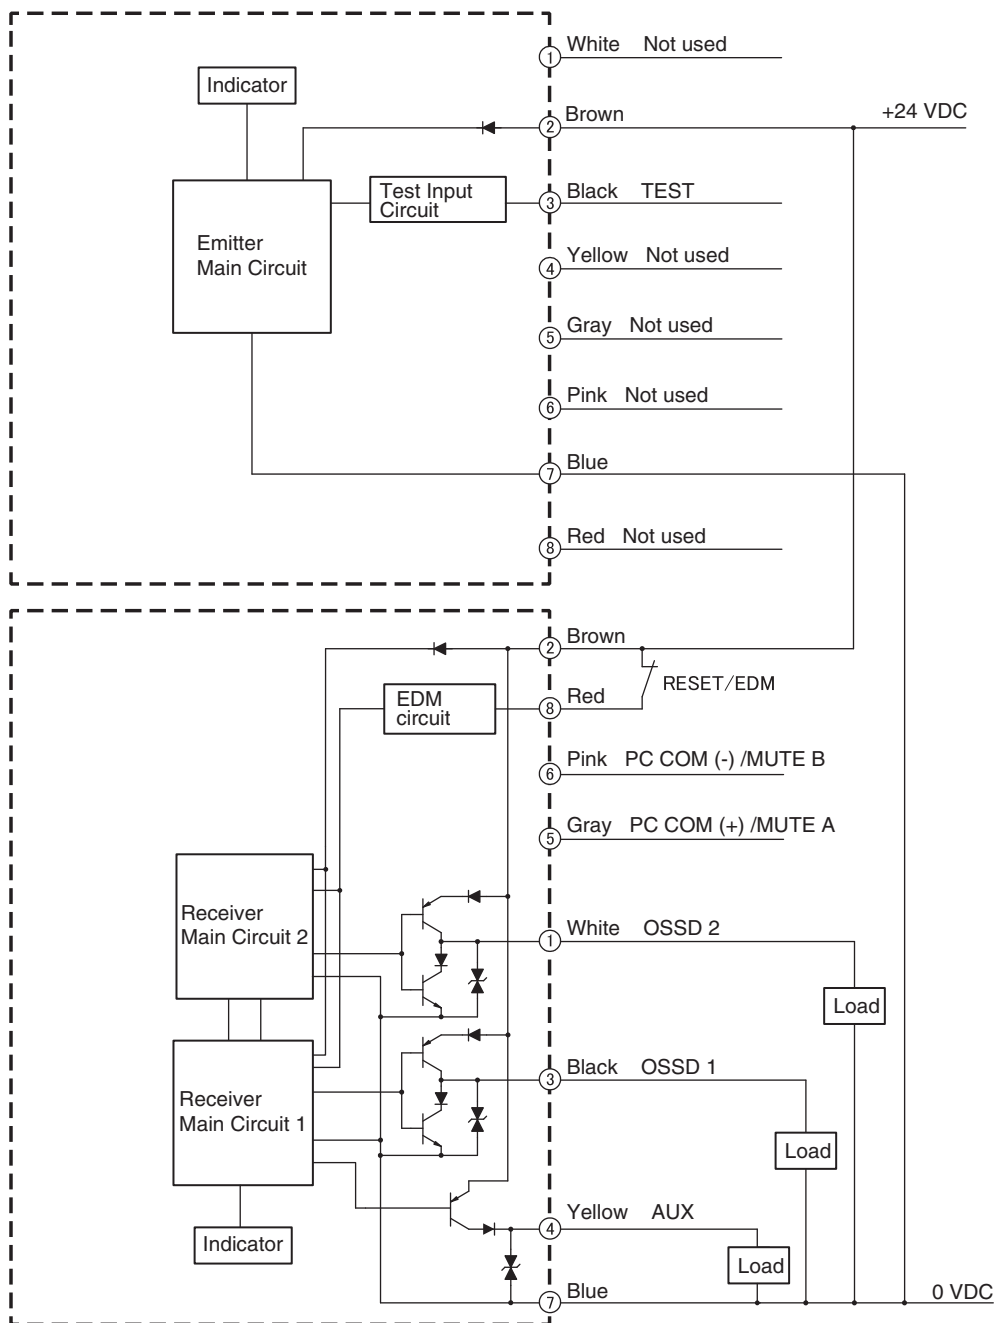 1 White Not used
Indicator
2 Brown +24 VDC
Test Input
Circuit
3 Black TEST
Emitter
Main Circuit
4 Yellow Not used
5 Gray Not used
6 Pink Not used
7 Blue
8 Red Not used
2 Brown
RESET/EDM
EDM
circuit
8 Red
6 Pink PC COM (-) /MUTE B
5 Gray PC COM (+) /MUTE A
Receiver
Main Circuit 2
1 White OSSD 2
Load
3 Black OSSD 1
Receiver
Main Circuit 1
Load
4 Yellow AUX
Indicator
Load
7 Blue 0 VDC